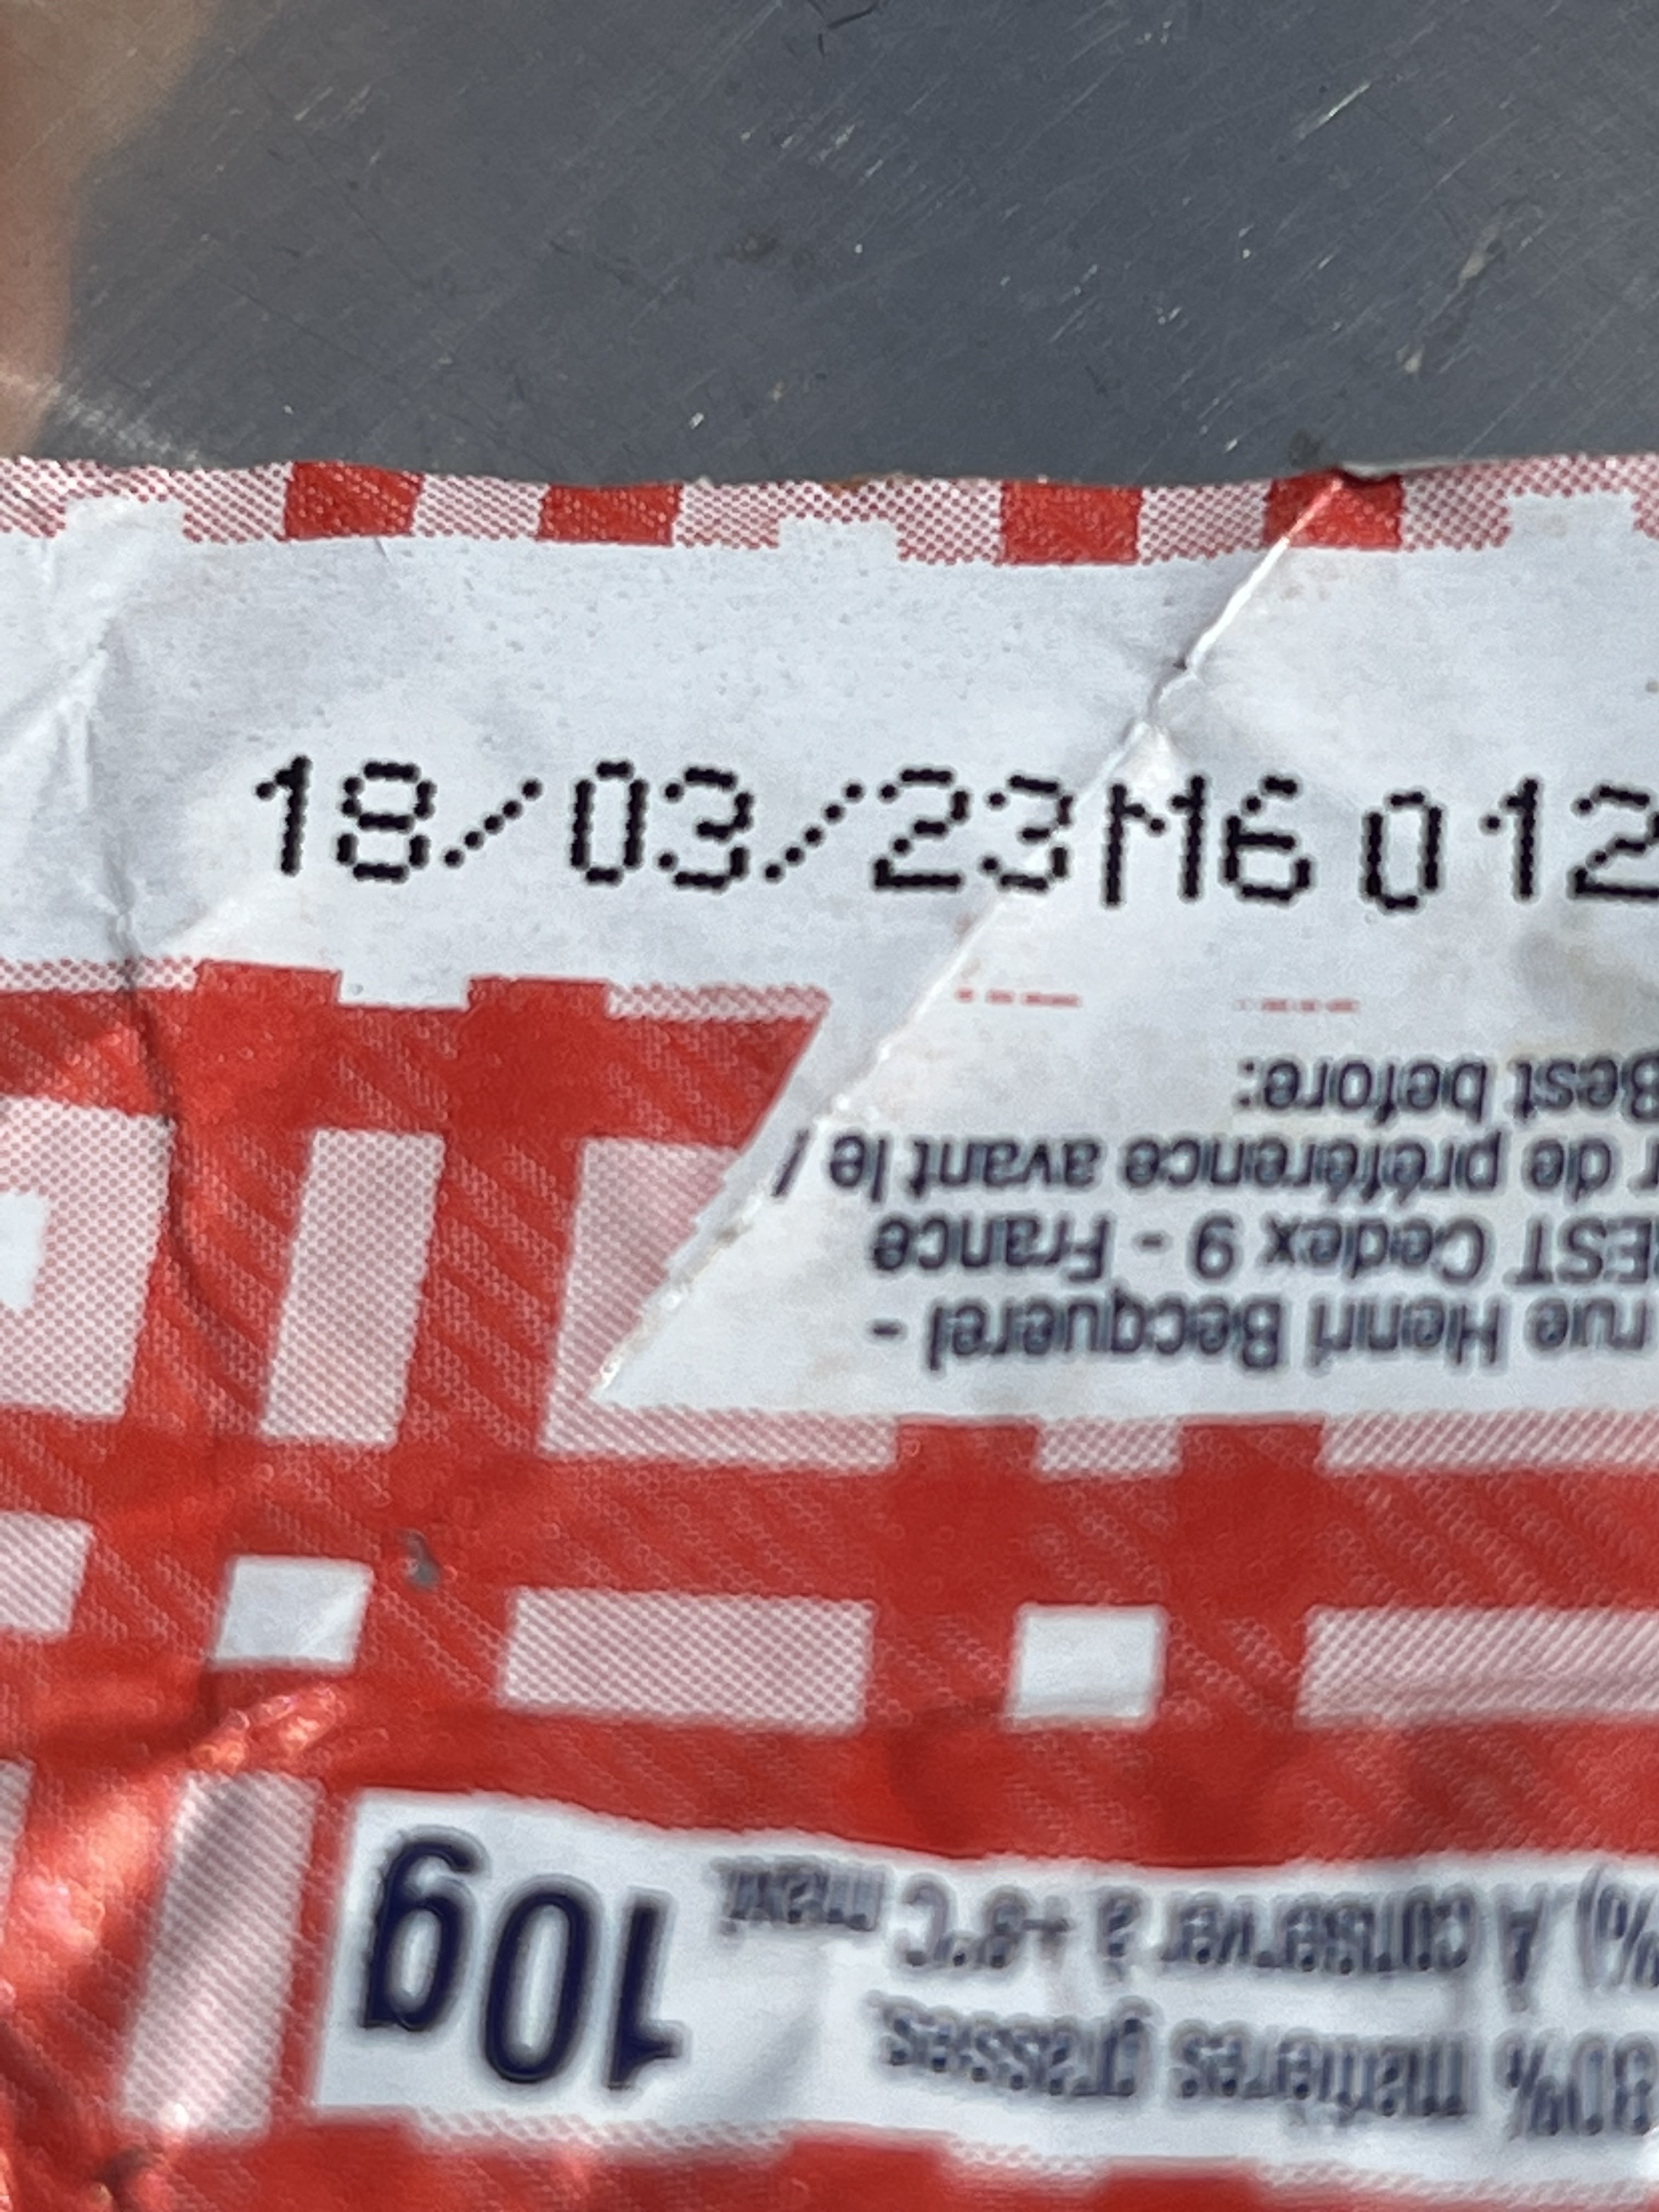 18/03/23M6 012
10g
80% matières grasses.
%). A conserver à +8°C maxi.
rue Henri Becquerel -
EST Cedex 9 - France
r de préférence avant le /
Best before: